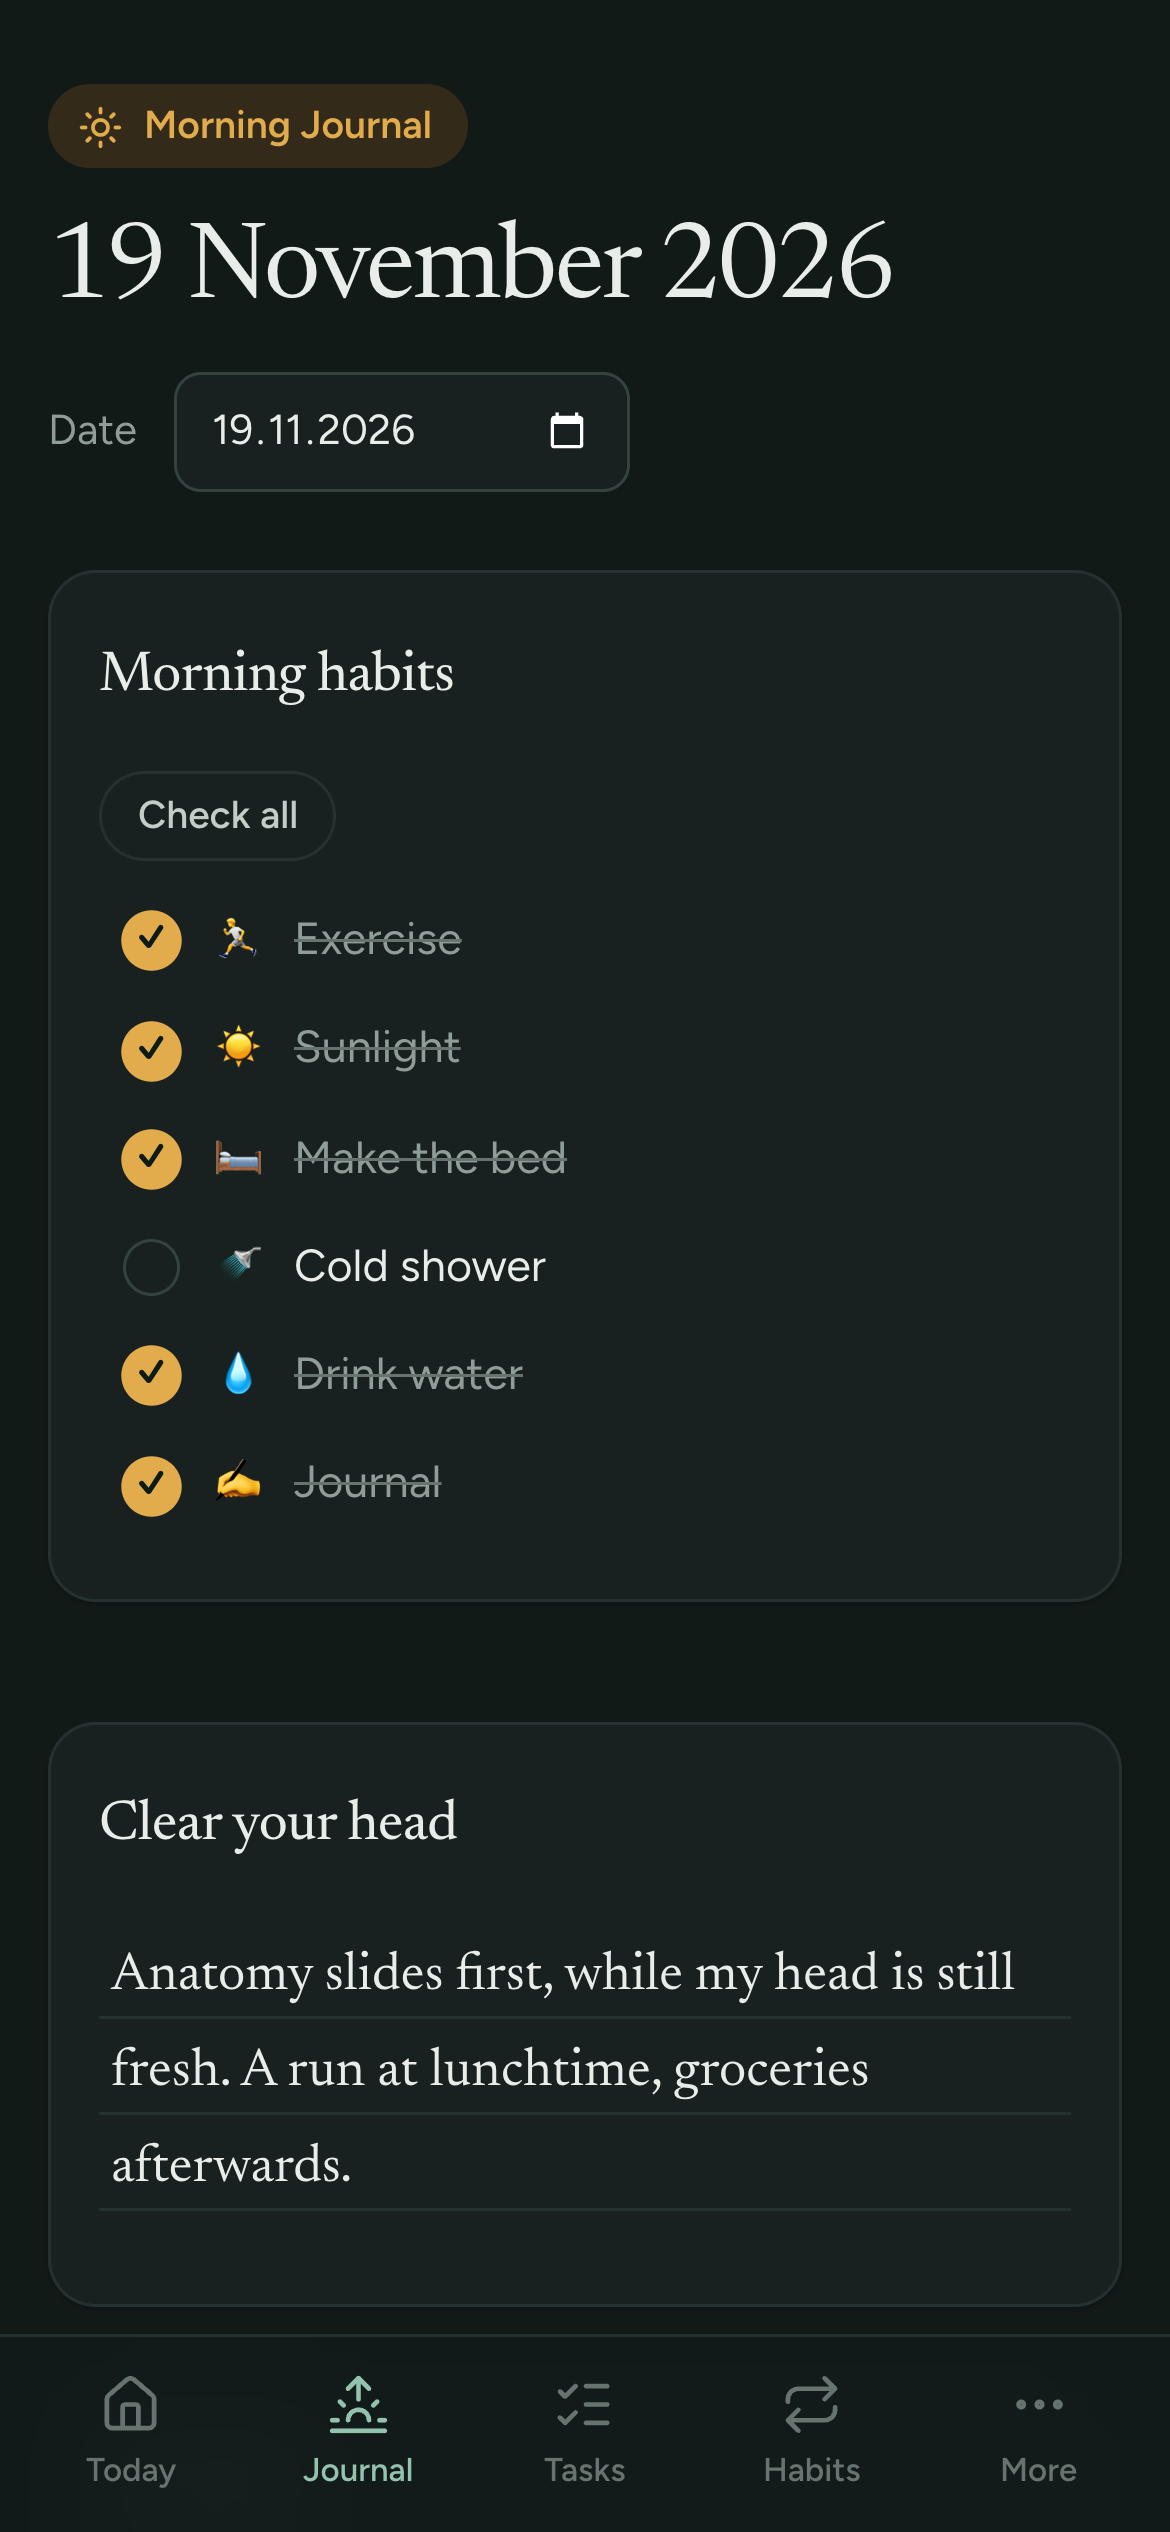 Morning Journal
19 November 2026
Date 19.11.2026
Morning habits
Check all
Exercise
Sunlight
Make the bed
Cold shower
Drink water
Journal
Clear your head
Anatomy slides first, while my head is still
fresh. A run at lunchtime, groceries
afterwards.
Today Journal Tasks Habits More